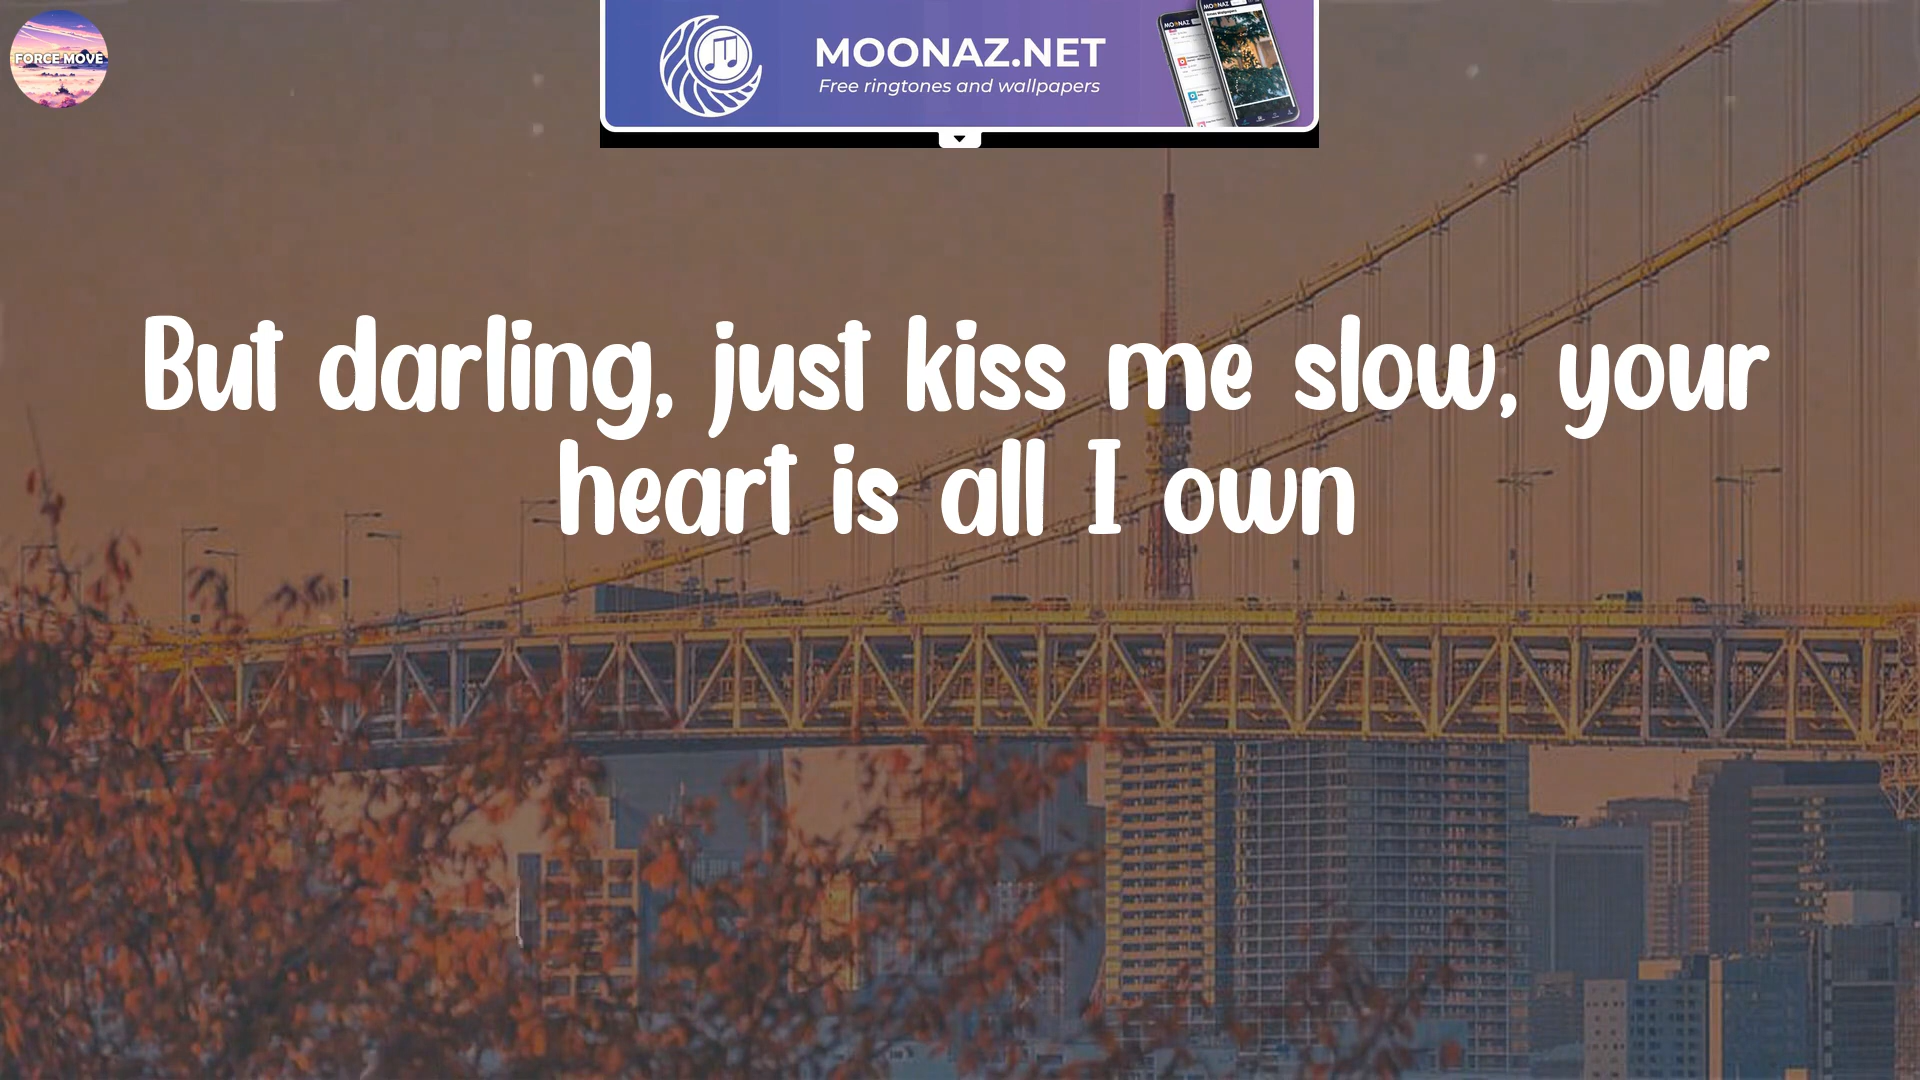 FORCE MOVE
MOONAZ.NET
Free ringtones and wallpapers
But darling, just kiss me slow, your
heart is all I own